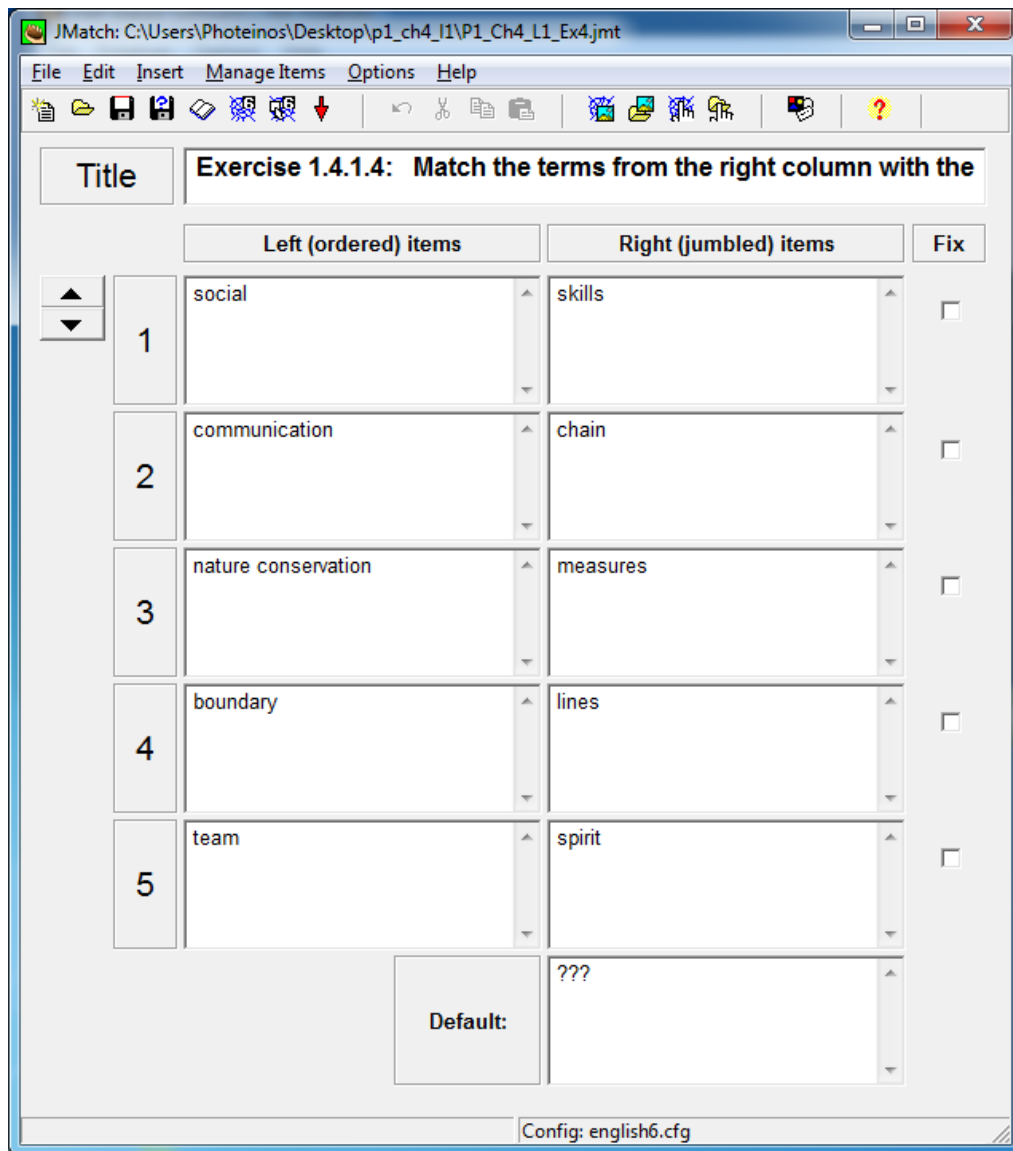 JMatch: C:\Users\Photeinos\Desktop\p1_ch4_l1\P1_Ch4_L1_Ex4.jmt
File Edit Insert Manage Items Options Help
Title
Exercise 1.4.1.4: Match the terms from the right column with the
Left (ordered) items
Right (jumbled) items
Fix
1
social
skills
2
communication
chain
3
nature conservation
measures
4
boundary
lines
5
team
spirit
Default:
???
Config: english6.cfg